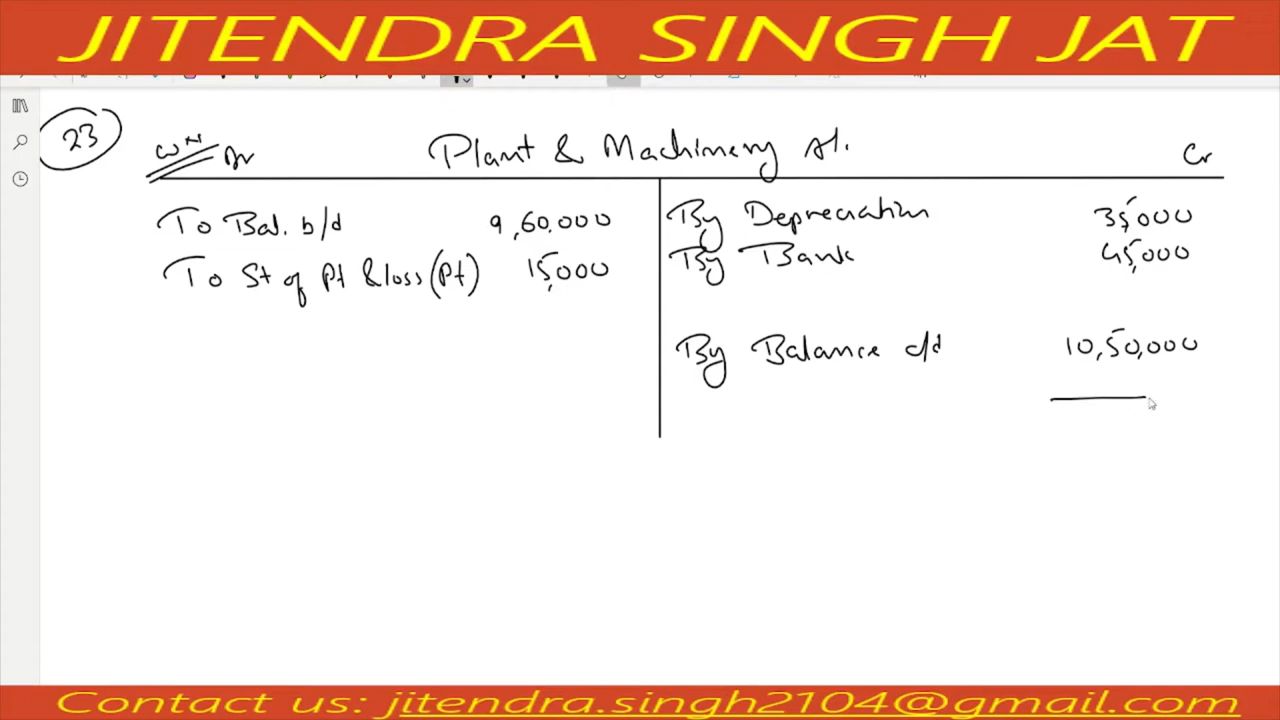 JITENDRA SINGH JAT
23
WN Dr Plant & Machinery A/. Cr
To Bal. b/d 9,60,000 By Depreciation 35,000
To St of Pt & loss (Pt) 15,000 By Bank 45,000
By Balance c/d 10,50,000
Contact us: jitendra.singh2104@gmail.com